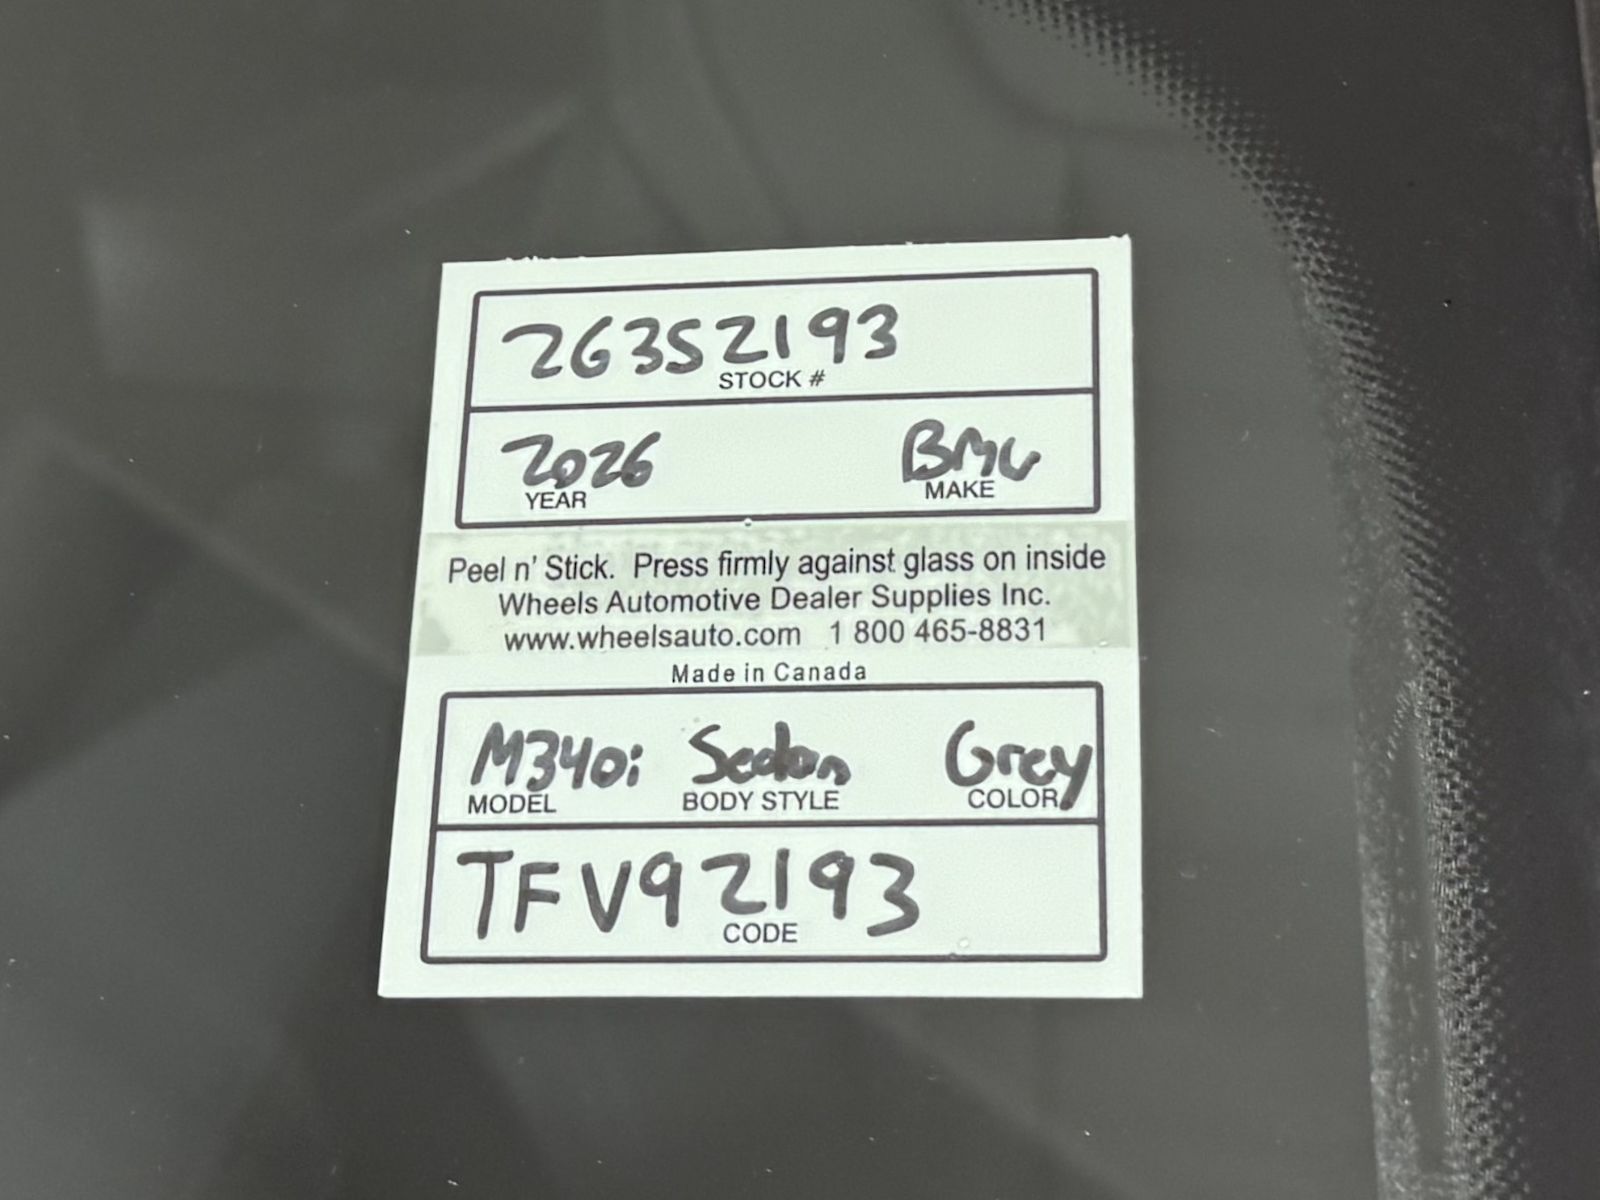 263S2193
STOCK #
2026 BMW
YEAR MAKE
Peel n' Stick. Press firmly against glass on inside
Wheels Automotive Dealer Supplies Inc.
www.wheelsauto.com 1 800 465-8831
Made in Canada
M340i Sedan Grey
MODEL BODY STYLE COLOR
TFV92193
CODE